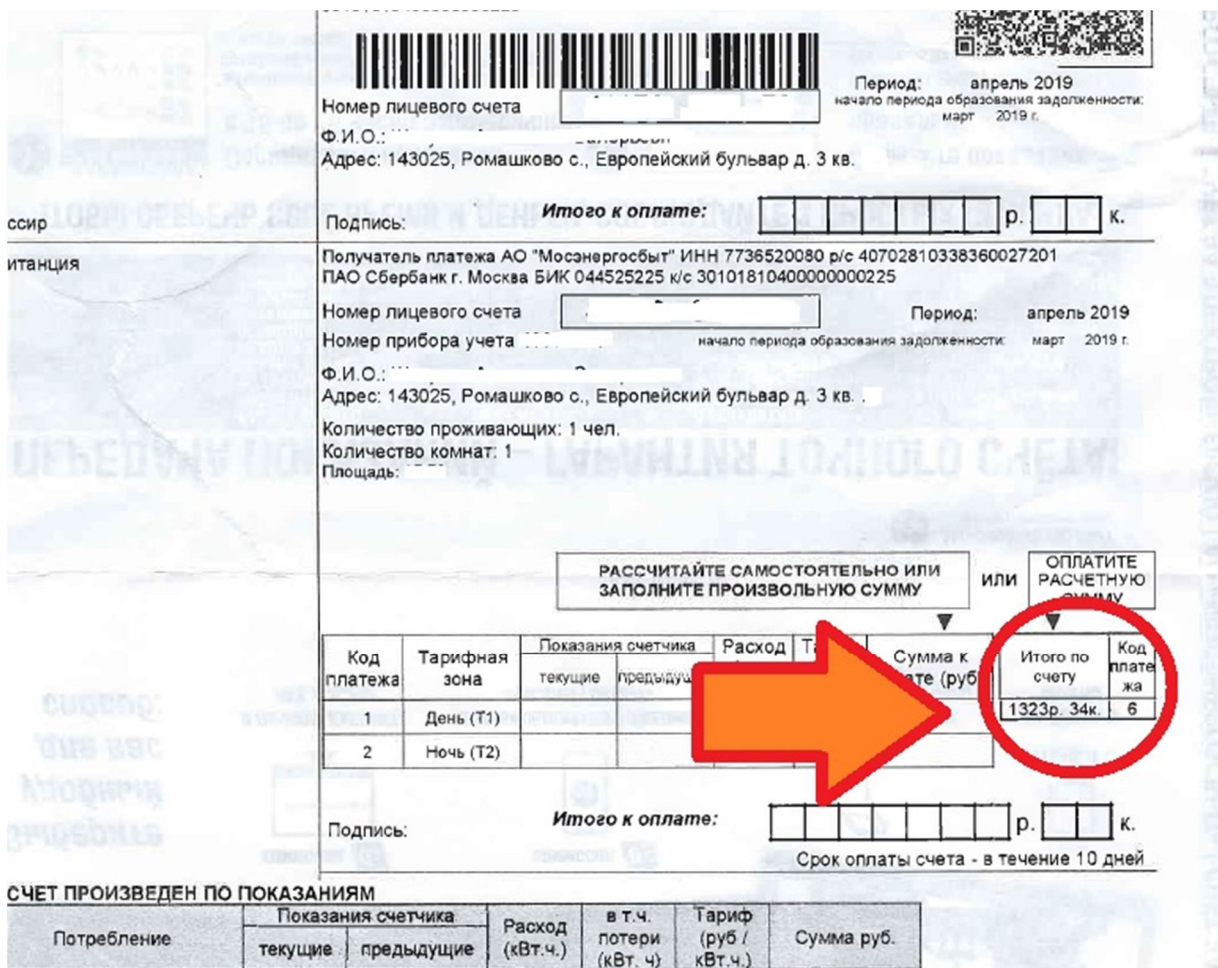 Период: апрель 2019
начало периода образования задолженности:
март 2019 г.
Номер лицевого счета
Ф.И.О.:
Адрес: 143025, Ромашково с., Европейский бульвар д. 3 кв.
Итого к оплате: р. к.
ссир
Подпись:
итанция
Получатель платежа АО "Мосэнергосбыт" ИНН 7736520080 р/с 40702810338360027201
ПАО Сбербанк г. Москва БИК 044525225 к/с 30101810400000000225
Номер лицевого счета
Период: апрель 2019
Номер прибора учета
начало периода образования задолженности: март 2019 г.
Ф.И.О.:
Адрес: 143025, Ромашково с., Европейский бульвар д. 3 кв.
Количество проживающих: 1 чел.
Количество комнат: 1
Площадь:
РАССЧИТАЙТЕ САМОСТОЯТЕЛЬНО ИЛИ
ЗАПОЛНИТЕ ПРОИЗВОЛЬНУЮ СУММУ
ИЛИ
ОПЛАТИТЕ
РАСЧЕТНУЮ
СУММУ
Код
платежа
Тарифная
зона
Показания счетчика
текущие
Расход
Сумма к
(руб
Итого по
счету
Код
плате
жа
1 День (Т1)
1323р. 34к. 6
2 Ночь (Т2)
Подпись:
Итого к оплате: р. к.
Срок оплаты счета - в течение 10 дней
СЧЕТ ПРОИЗВЕДЕН ПО ПОКАЗАНИЯМ
Потребление
Показания счетчика
текущие предыдущие
Расход
(кВт.ч.)
в т.ч.
потери
(кВт. ч)
Тариф
(руб /
кВт.ч.)
Сумма руб.